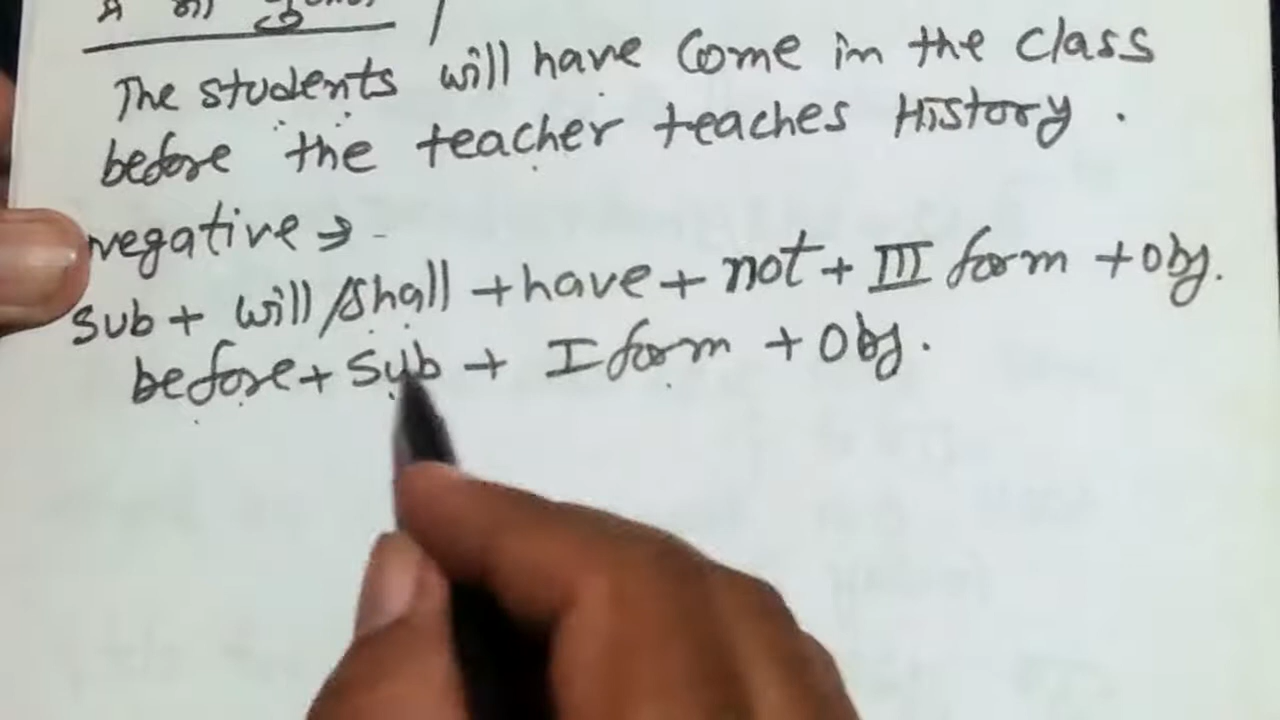 The students will have Come in the Class
before the teacher teaches History .
negative → -
Sub + will /shall + have + not + III form + obj.
before + sub + I form + Obj.